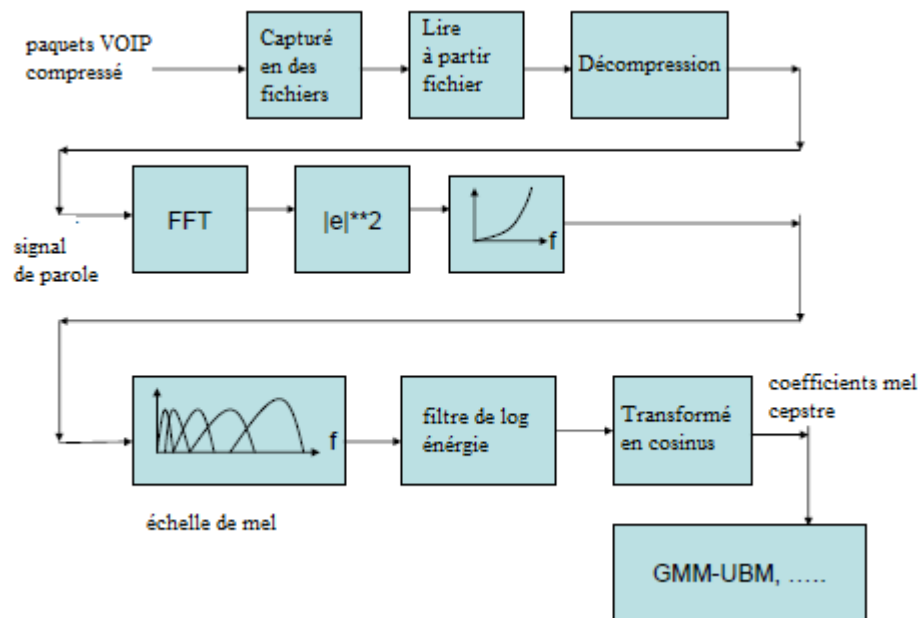 paquets VOIP
compressé
Capturé
en des
fichiers
Lire
à partir
fichier
Décompression
signal
de parole
FFT
|e|**2
f
f
échelle de mel
filtre de log
énérgie
Transformé
en cosinus
coefficients mel
cepstre
GMM-UBM, .....